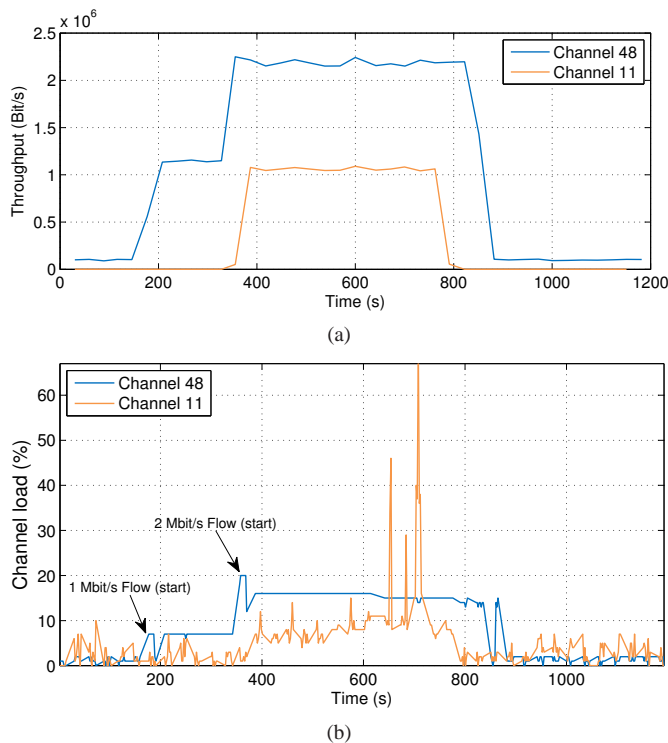 × 10⁶
2.5
2
1.5
1
0.5
0
Throughput (Bit/s)
Channel 48
Channel 11
0 200 400 600 800 1000 1200
Time (s)
(a)
60
50
40
30
20
10
0
Channel load (%)
Channel 48
Channel 11
2 Mbit/s Flow (start)
1 Mbit/s Flow (start)
200 400 600 800 1000
Time (s)
(b)